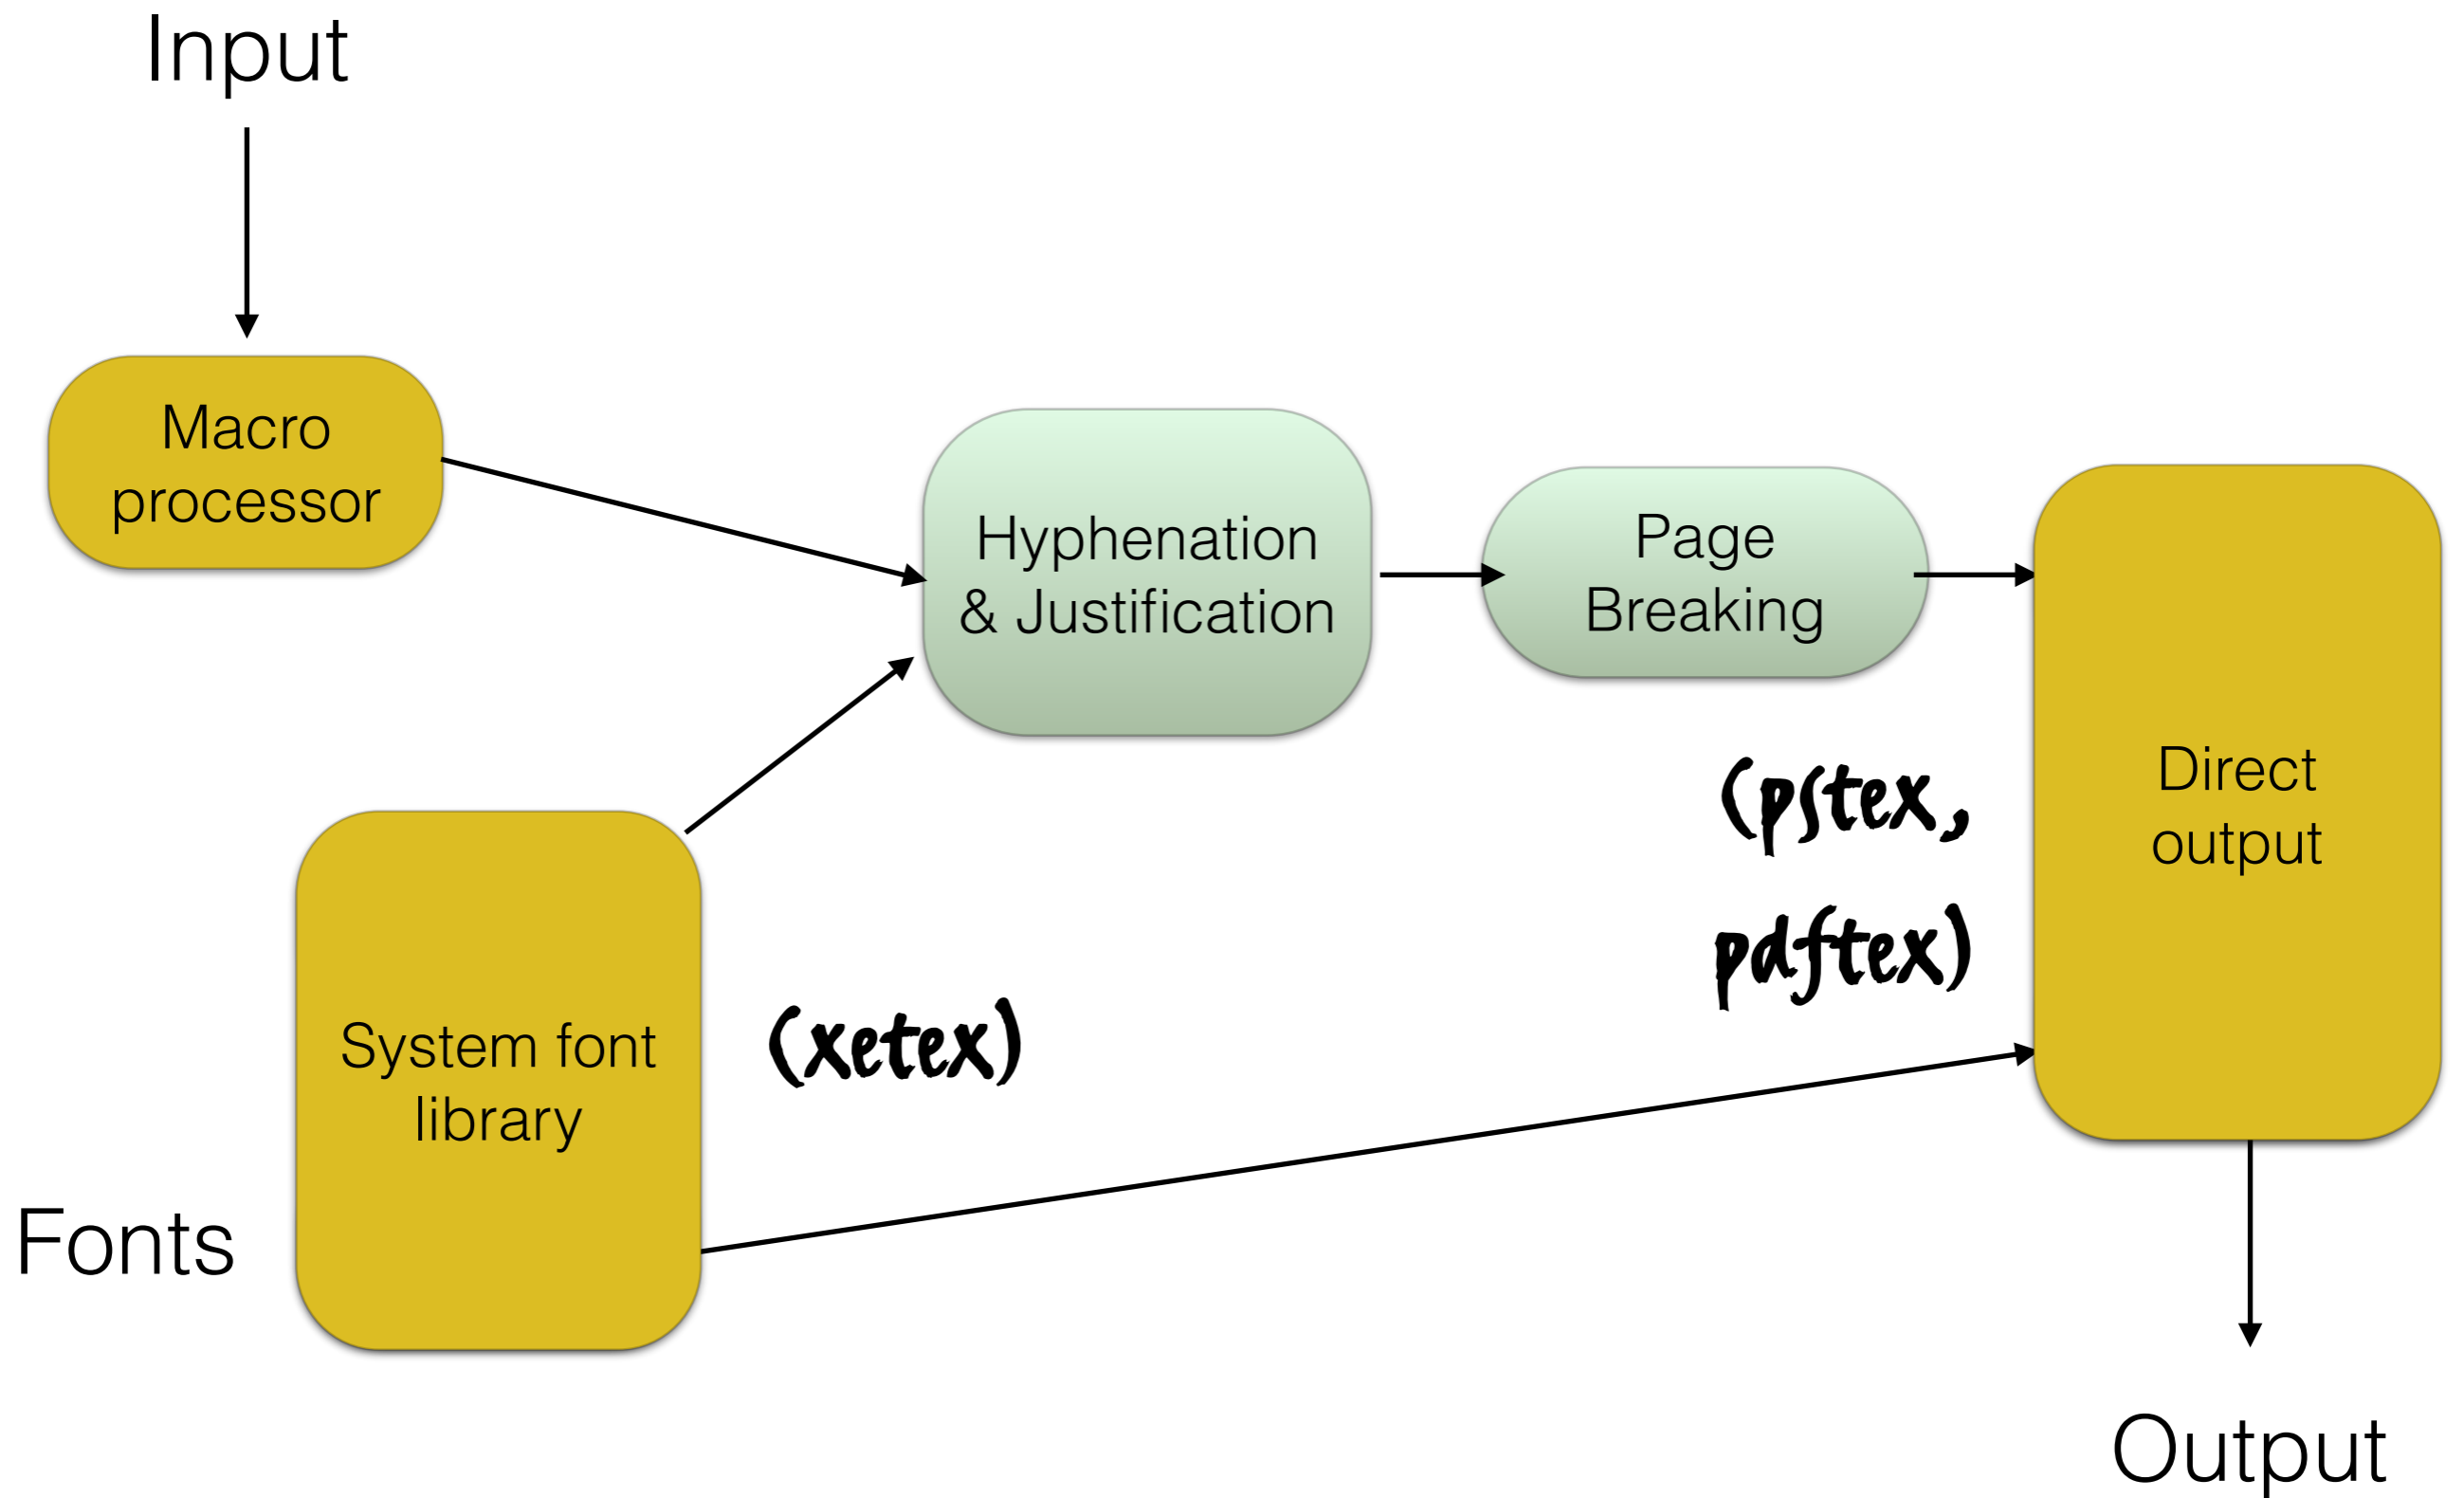 Input
Macro
processor
Hyphenation
& Justification
Page
Breaking
Direct
output
(pstex,
pdftex)
System font
library
(xetex)
Fonts
Output